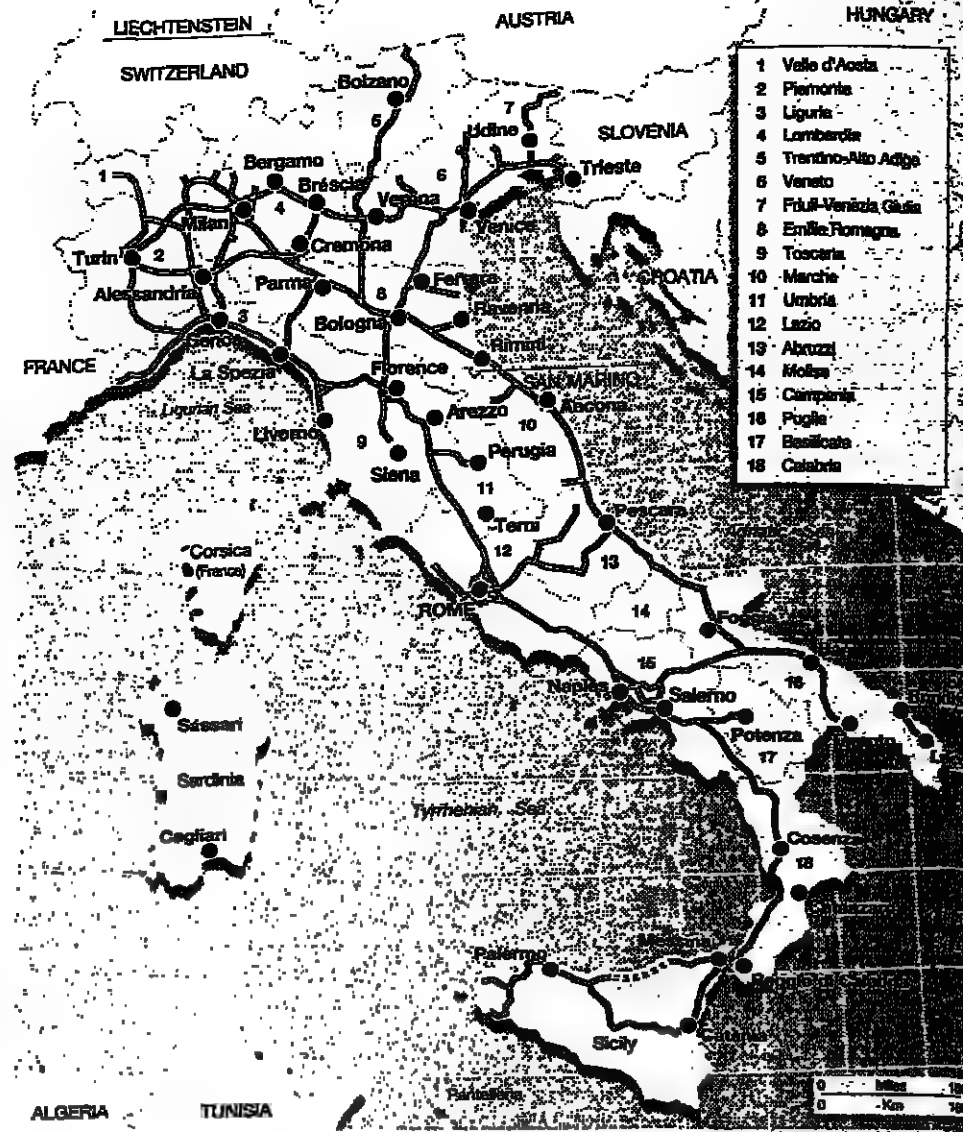 LIECHTENSTEIN
AUSTRIA
HUNGARY
SWITZERLAND
Bolzano
1 Valle d'Aosta
2 Piemonte
3 Liguria
4 Lombardia
5 Trentino-Alto Adige
6 Veneto
7 Friuli-Venezia Giulia
8 Emilie Romagna
9 Toscana
10 Marche
11 Umbria
12 Lazio
13 Abruzzi
14 Molise
15 Campania
16 Puglia
17 Basilicata
18 Calabria
7
5
Udine
SLOVENIA
Bergamo
Bréscia
6
Trieste
1
4
Verona
Milan
Venice
Cremona
Turin
2
CROATIA
Alessandria
Parma
Ferrara
8
Ravenna
3
Bologna
Genoa
Rimini
FRANCE
La Spezia
Florence
SAN MARINO
Ligurian Sea
Arezzo
Ancona
10
Livorno
9
Siena
Perugia
11
Terni
Pescara
Corsica
(France)
12
13
ROME
14
15
Naples
Salerno
16
Sassari
Potenza
17
Sardinia
Tyrrhenian Sea
Cagliari
Cosenza
18
Palermo
Messina
Sicily
Catania
Pantelleria
0 Miles
0 Km
ALGERIA
TUNISIA